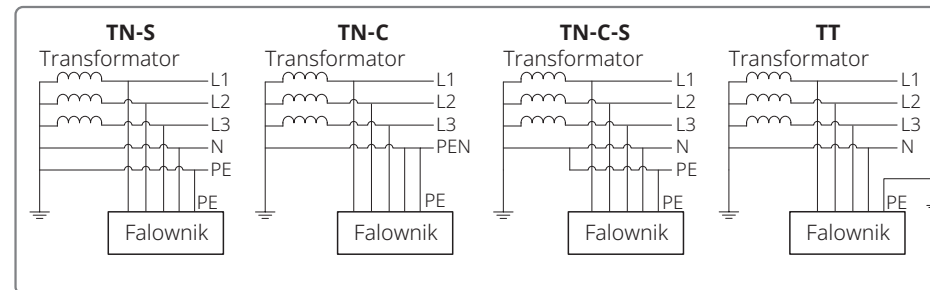 TN-S
Transformator
L1
L2
L3
N
PE
PE
Falownik
TN-C
Transformator
L1
L2
L3
PEN
PE
Falownik
TN-C-S
Transformator
L1
L2
L3
N
PE
PE
Falownik
TT
Transformator
L1
L2
L3
N
PE
Falownik